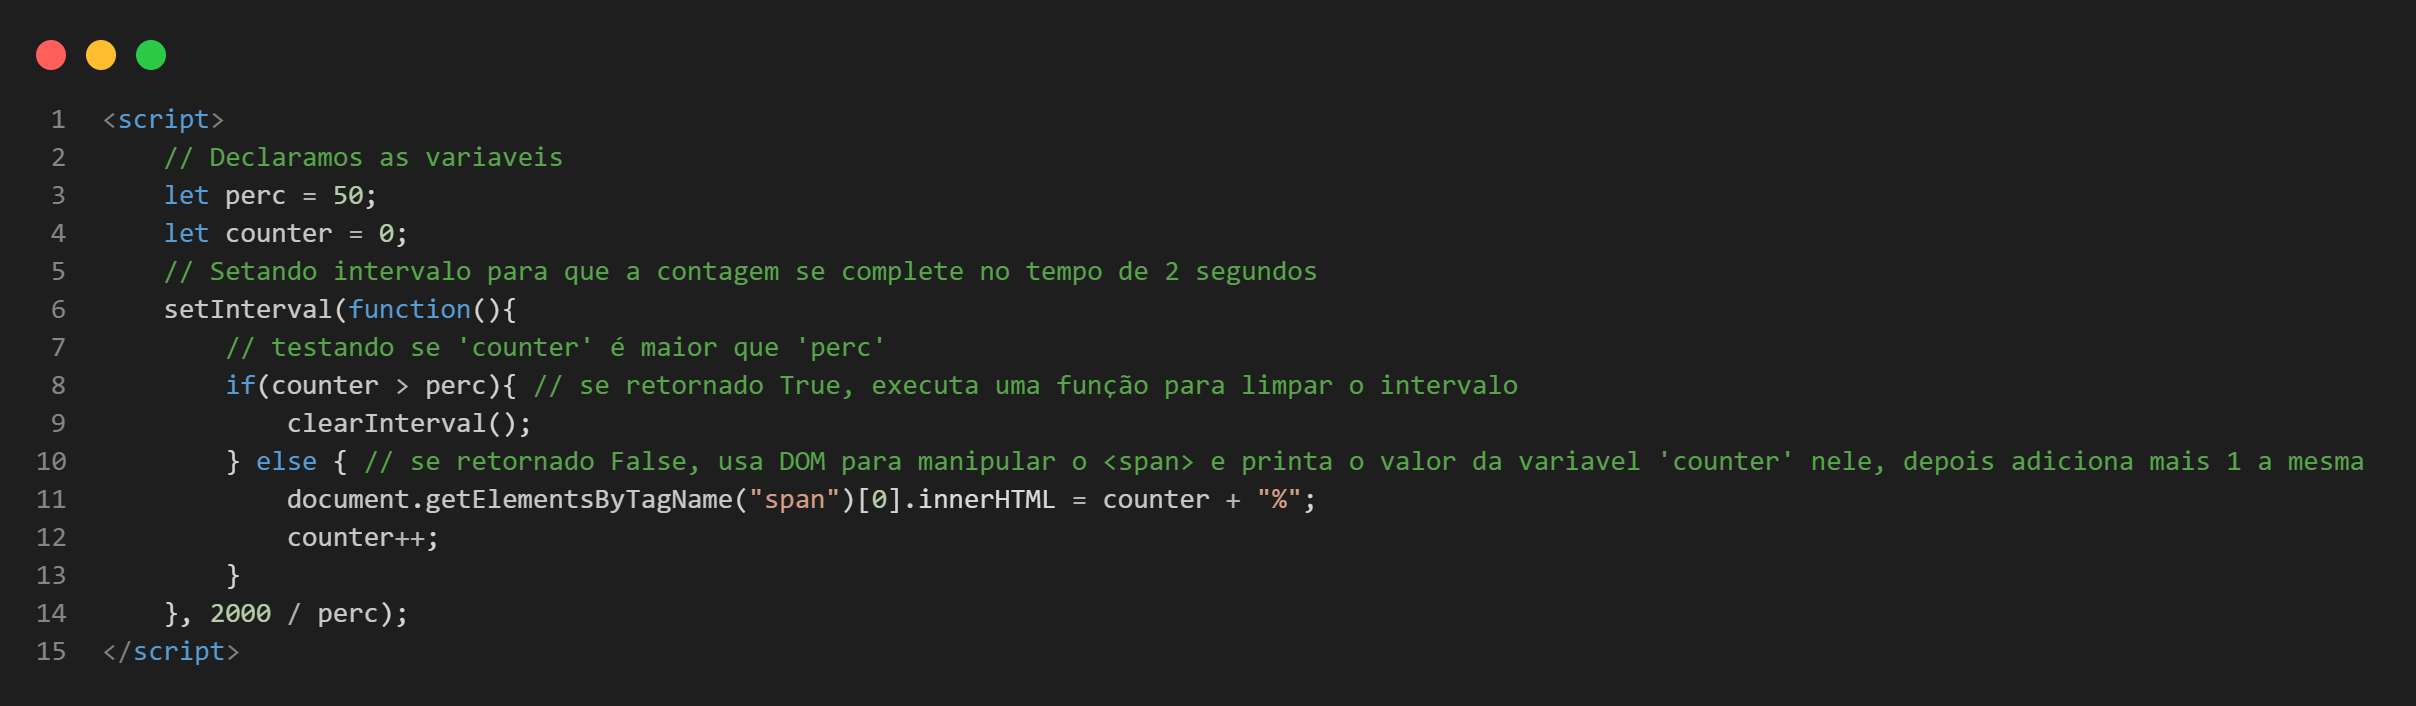 1 <script>
2 // Declaramos as variaveis
3 let perc = 50;
4 let counter = 0;
5 // Setando intervalo para que a contagem se complete no tempo de 2 segundos
6 setInterval(function(){
7 // testando se 'counter' é maior que 'perc'
8 if(counter > perc){ // se retornado True, executa uma função para limpar o intervalo
9 clearInterval();
10 } else { // se retornado False, usa DOM para manipular o <span> e printa o valor da variavel 'counter' nele, depois adiciona mais 1 a mesma
11 document.getElementsByTagName("span")[0].innerHTML = counter + "%";
12 counter++;
13 }
14 }, 2000 / perc);
15 </script>